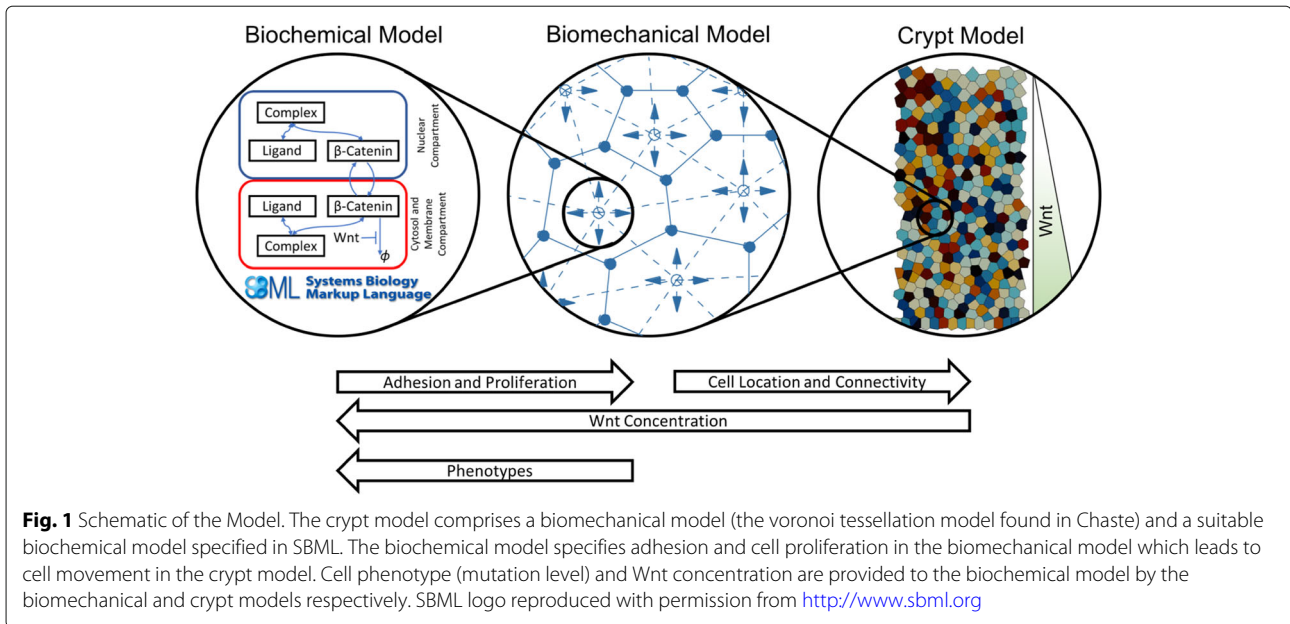 Biochemical Model
Biomechanical Model
Crypt Model
Complex
Ligand
β-Catenin
Nuclear
Compartment
Ligand
β-Catenin
Complex
Wnt
ϕ
Cytosol and
Membrane
Compartment
SBML Systems Biology
Markup Language
Wnt
Adhesion and Proliferation
Cell Location and Connectivity
Wnt Concentration
Phenotypes
Fig. 1 Schematic of the Model. The crypt model comprises a biomechanical model (the voronoi tessellation model found in Chaste) and a suitable
biochemical model specified in SBML. The biochemical model specifies adhesion and cell proliferation in the biomechanical model which leads to
cell movement in the crypt model. Cell phenotype (mutation level) and Wnt concentration are provided to the biochemical model by the
biomechanical and crypt models respectively. SBML logo reproduced with permission from http://www.sbml.org